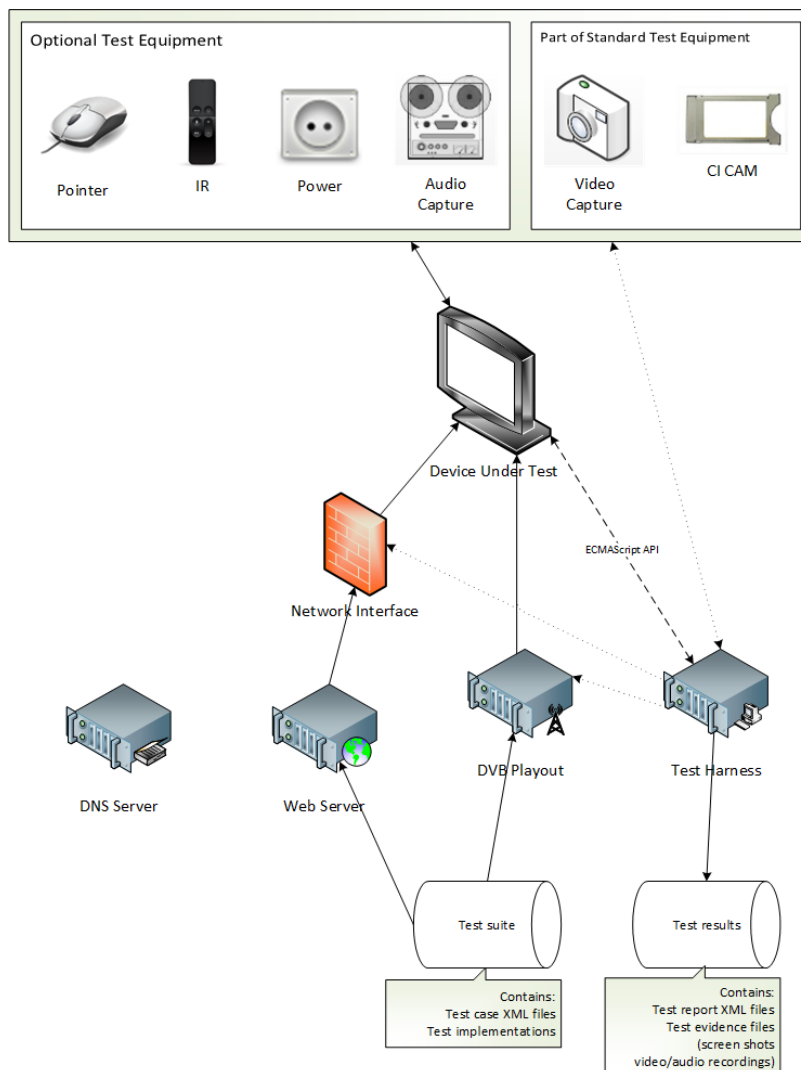 Optional Test Equipment
Part of Standard Test Equipment
Pointer
IR
Power
Audio
Capture
Video
Capture
CI CAM
Device Under Test
ECMAScript API
Network Interface
DNS Server
Web Server
DVB Playout
Test Harness
Test suite
Test results
Contains:
Test case XML files
Test implementations
Contains:
Test report XML files
Test evidence files
(screen shots
video/audio recordings)